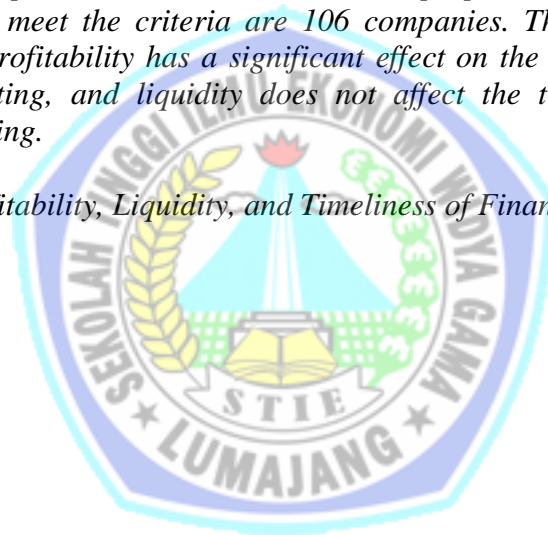 meet the criteria are 106 companies. Th
rofitability has a significant effect on the
ting, and liquidity does not affect the t
ing.
itability, Liquidity, and Timeliness of Finan
SEKOLAH TINGGI ILMU EKONOMI WIDYA GAMA
STIE
LUMAJANG